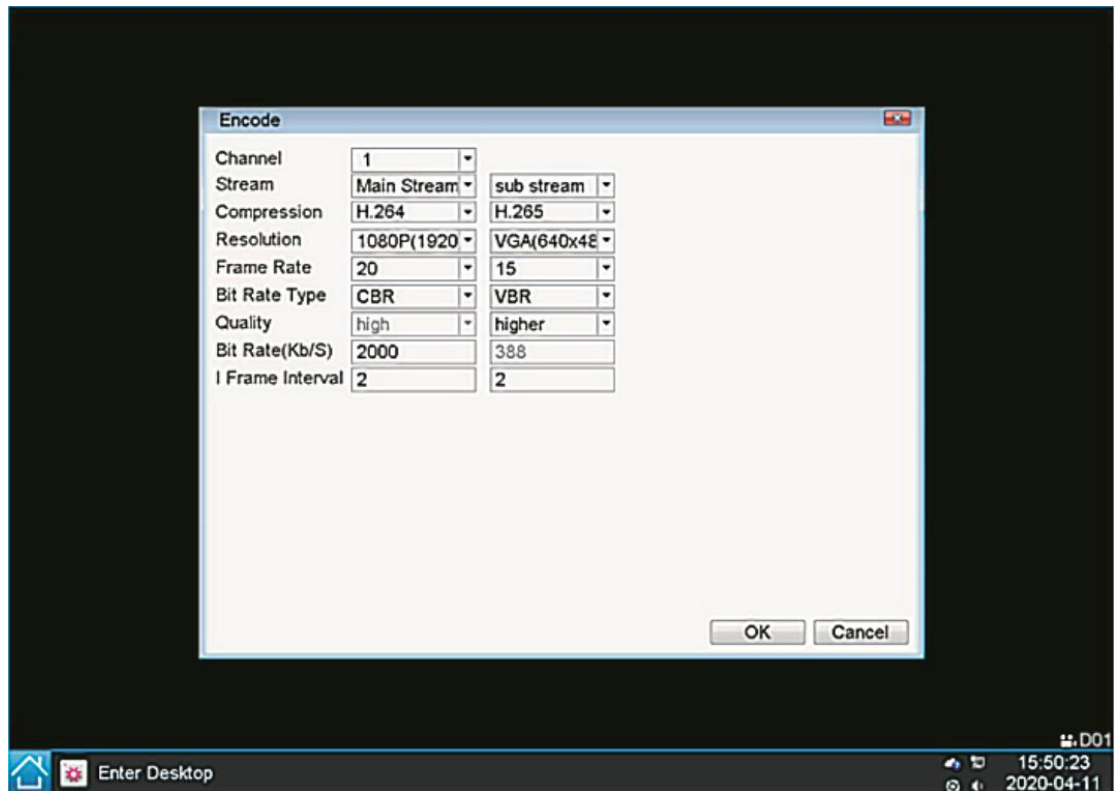 Encode
Channel 1
Stream Main Stream sub stream
Compression H.264 H.265
Resolution 1080P(1920 VGA(640x48
Frame Rate 20 15
Bit Rate Type CBR VBR
Quality high higher
Bit Rate(Kb/S) 2000 388
I Frame Interval 2 2
OK Cancel
D01
Enter Desktop 15:50:23
2020-04-11